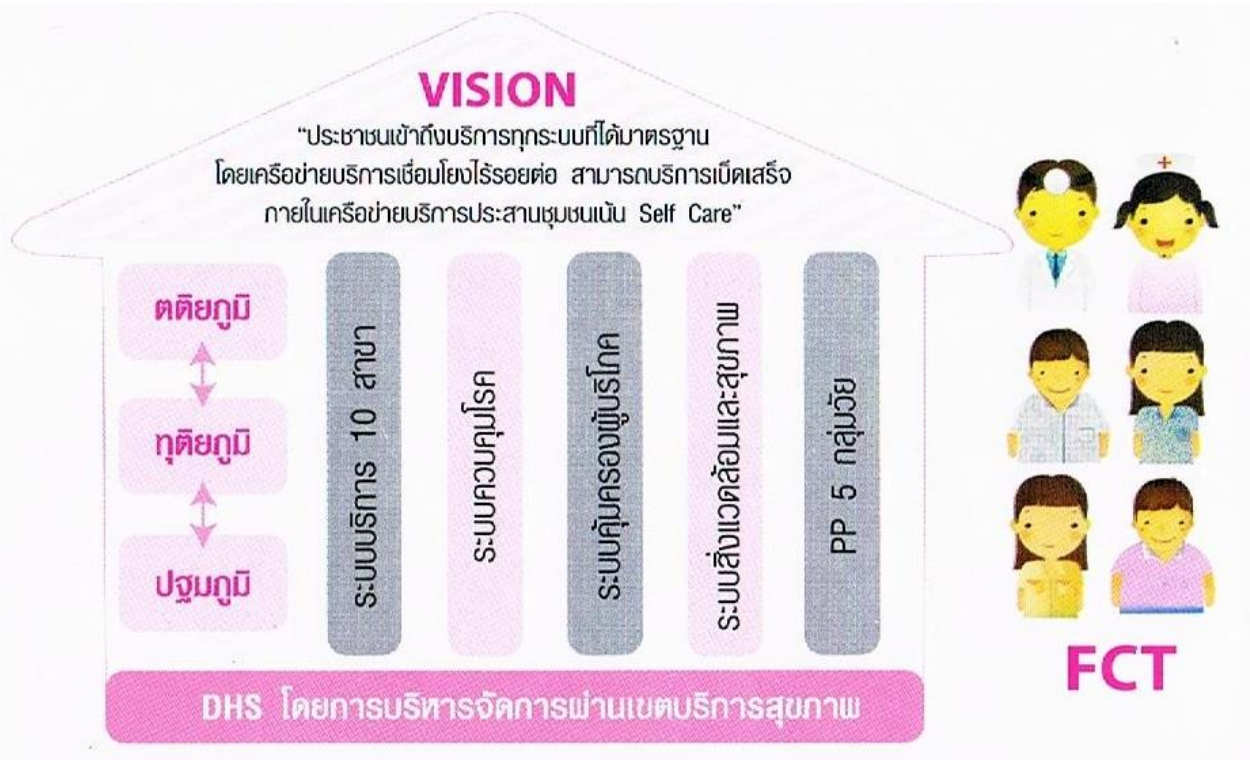 VISION
“ประชาชนเข้าถึงบริการทุกระบบที่ได้มาตรฐาน
โดยเครือข่ายบริการเชื่อมโยงไร้รอยต่อ สามารถบริการเบ็ดเสร็จ
ภายในเครือข่ายบริการประสานชุมชนเน้น Self Care”
ตติยภูมิ
ทุติยภูมิ
ปฐมภูมิ
ระบบบริการ 10 สาขา
ระบบควบคุมโรค
ระบบคุ้มครองผู้บริโภค
ระบบสิ่งแวดล้อมและสุขภาพ
PP 5 กลุ่มวัย
DHS โดยการบริหารจัดการผ่านเขตบริการสุขภาพ
FCT